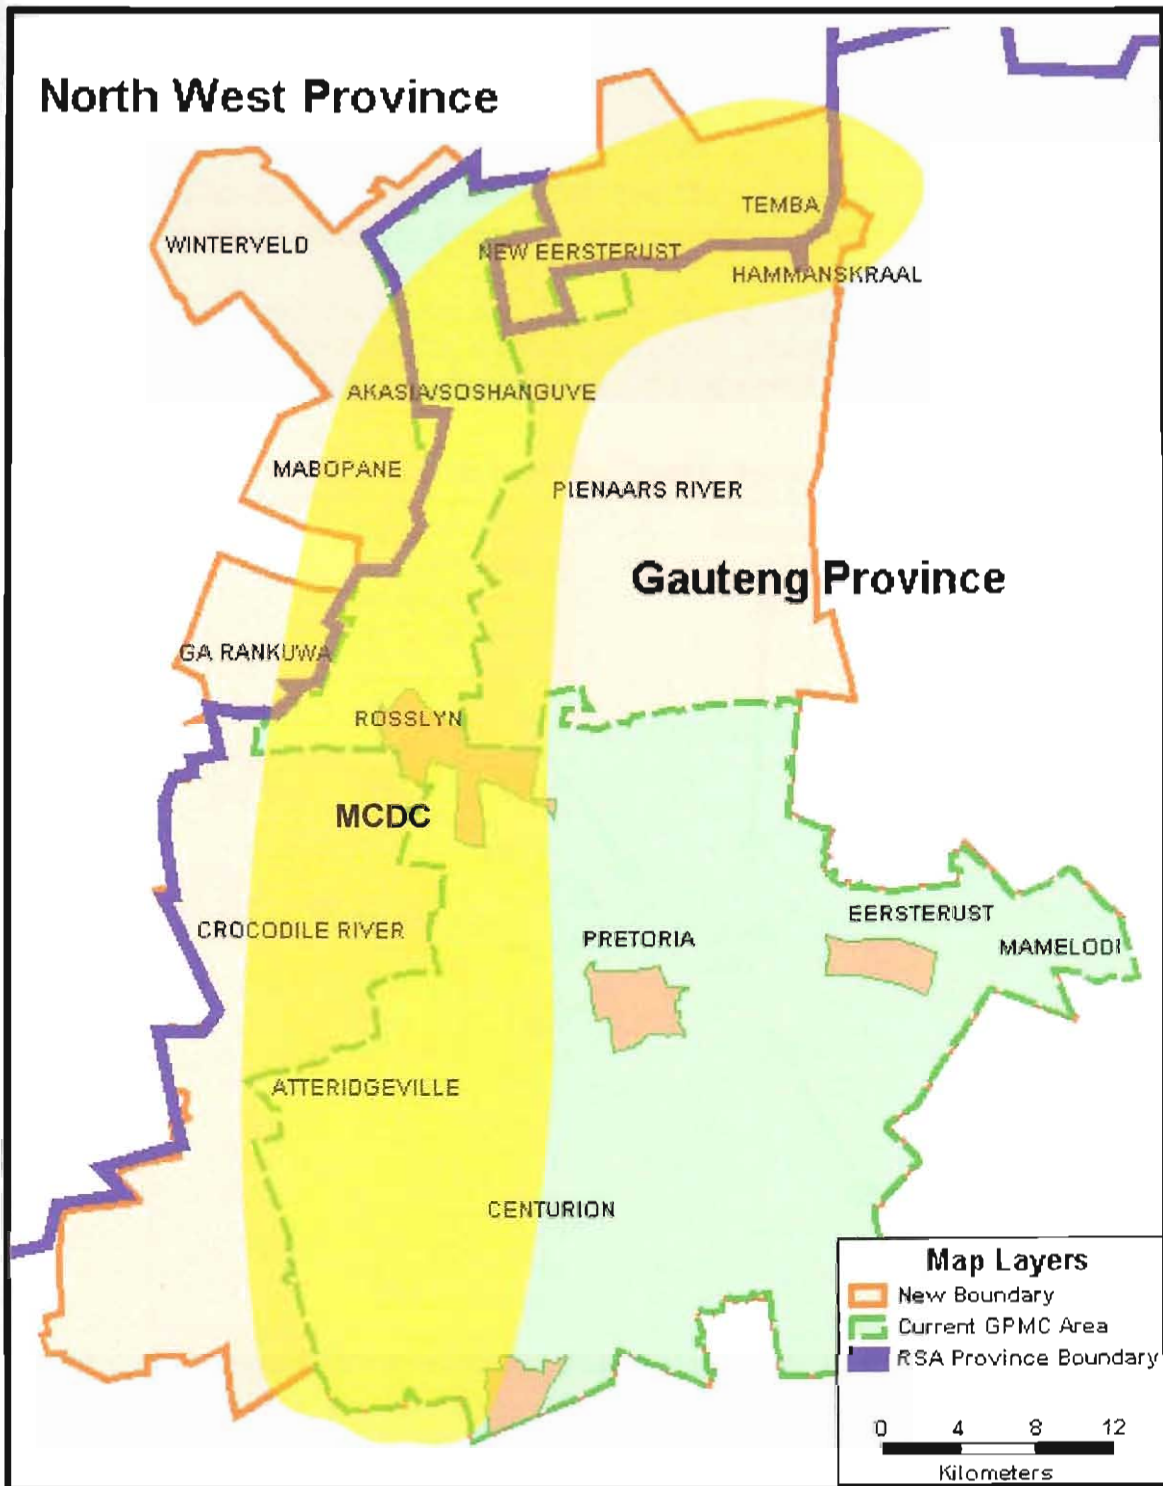 North West Province
TEMBA
WINTERVELD
NEW EERSTERUST
HAMMANSKRAAL
AKASIA/SOSHANGUVE
MABOPANE
PIENAARS RIVER
Gauteng Province
GA RANKUWA
ROSSLYN
MCDC
EERSTERUST
CROCODILE RIVER
PRETORIA
MAMELODI
ATTERIDGEVILLE
CENTURION
Map Layers
New Boundary
Current GPMC Area
RSA Province Boundary
0 4 8 12
Kilometers